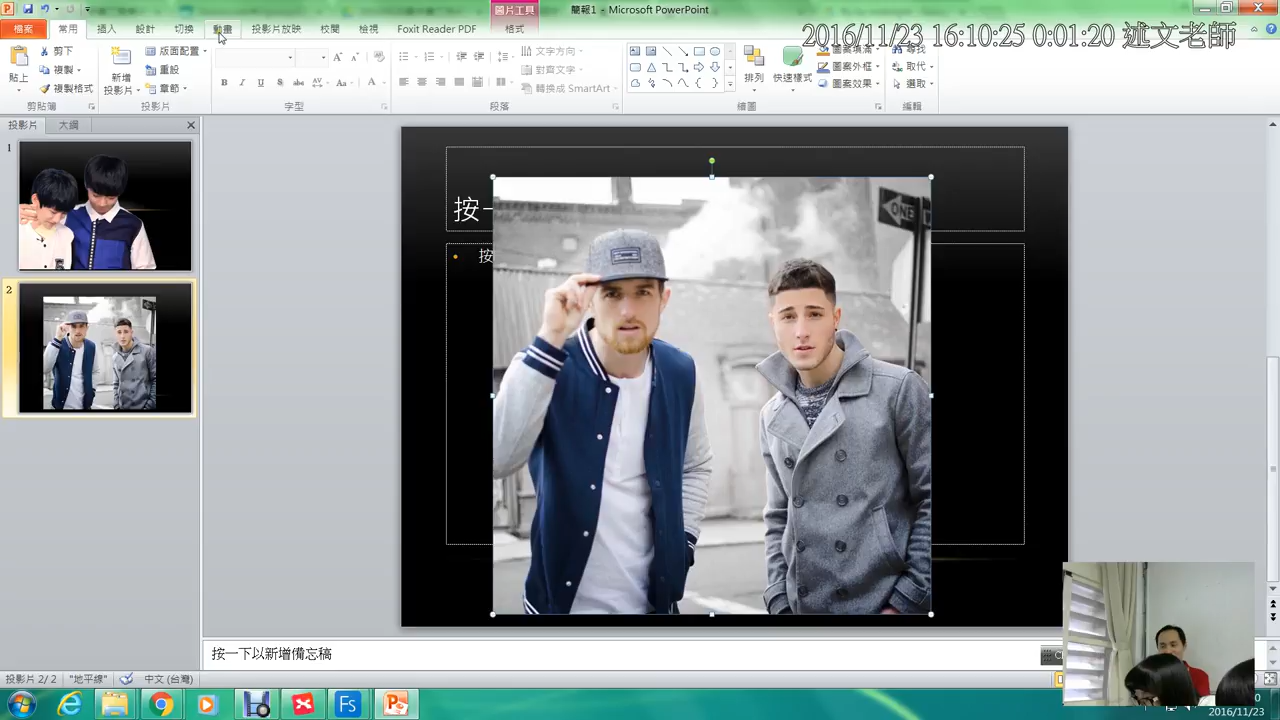 圖片工具
簡報1 - Microsoft PowerPoint
檔案 常用 插入 設計 切換 動畫 投影片放映 校閱 檢視 Foxit Reader PDF 格式
2016/11/23 16:10:25 0:01:20 述文老師
貼上
剪下
複製
複製格式
剪貼簿
新增投影片
版面配置
重設
章節
投影片
B I U S abc AV Aa A
字型
文字方向
對齊文字
轉換成 SmartArt
段落
排列
快速樣式
圖案填滿
圖案外框
圖案效果
繪圖
尋找
取代
選取
編輯
投影片 大綱
1
2
按一
按
ONE
按一下以新增備忘稿
投影片 2/ 2 "地平線" 中文 (台灣)
Fs
2016/11/23